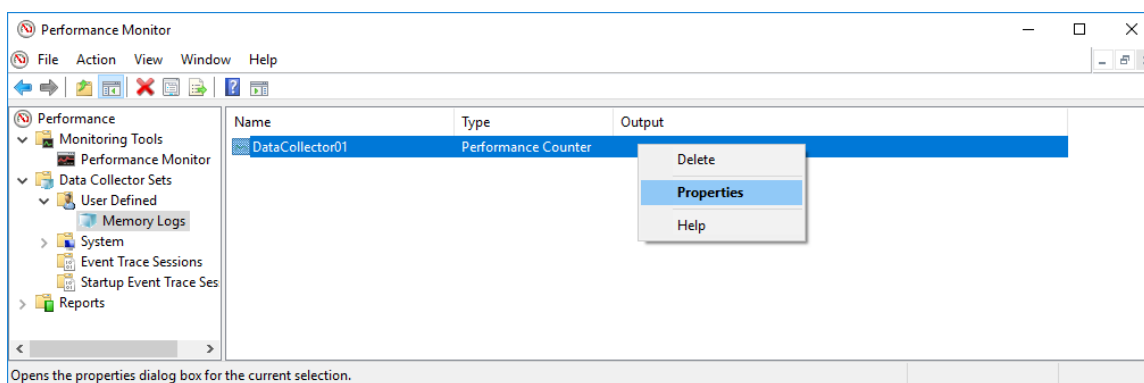 Performance Monitor
File Action View Window Help
Performance
Monitoring Tools
Performance Monitor
Data Collector Sets
User Defined
Memory Logs
System
Event Trace Sessions
Startup Event Trace Ses
Reports
Name Type Output
DataCollector01 Performance Counter
Delete
Properties
Help
Opens the properties dialog box for the current selection.